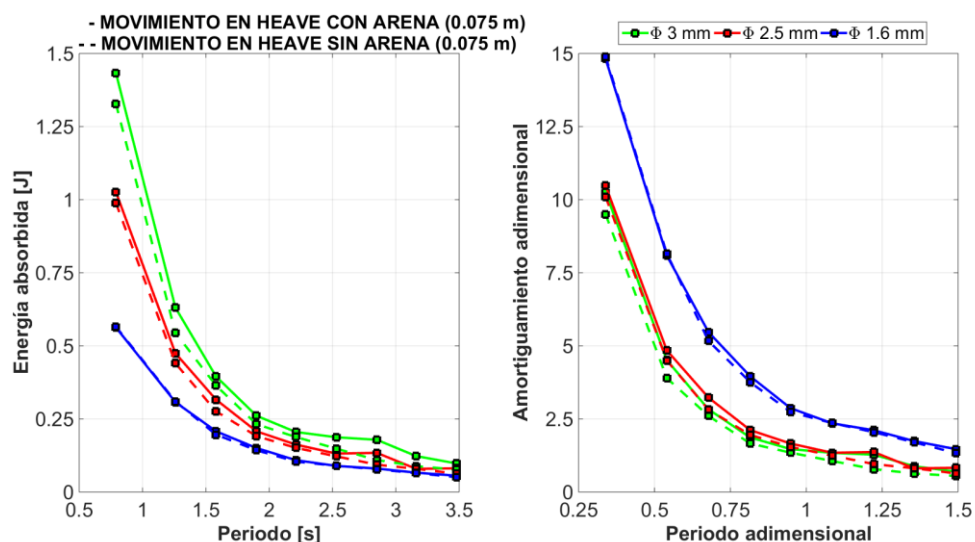 - MOVIMIENTO EN HEAVE CON ARENA (0.075 m)
- - MOVIMIENTO EN HEAVE SIN ARENA (0.075 m)
1.5
1.25
1
0.75
0.5
0.25
0
Energía absorbida [J]
0.5 1 1.5 2 2.5 3 3.5
Periodo [s]
Φ 3 mm Φ 2.5 mm Φ 1.6 mm
15
12.5
10
7.5
5
2.5
0
Amortiguamiento adimensional
0.25 0.5 0.75 1 1.25 1.5
Periodo adimensional